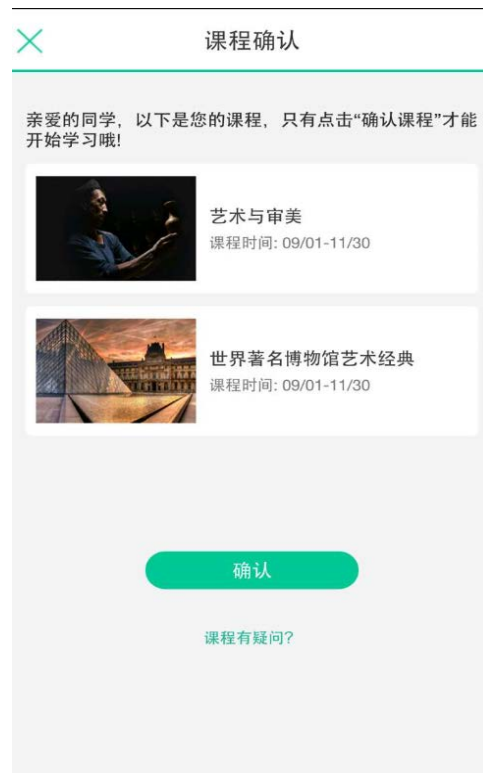 课程确认
亲爱的同学，以下是您的课程，只有点击“确认课程”才能
开始学习哦!
艺术与审美
课程时间: 09/01-11/30
世界著名博物馆艺术经典
课程时间: 09/01-11/30
确认
课程有疑问?